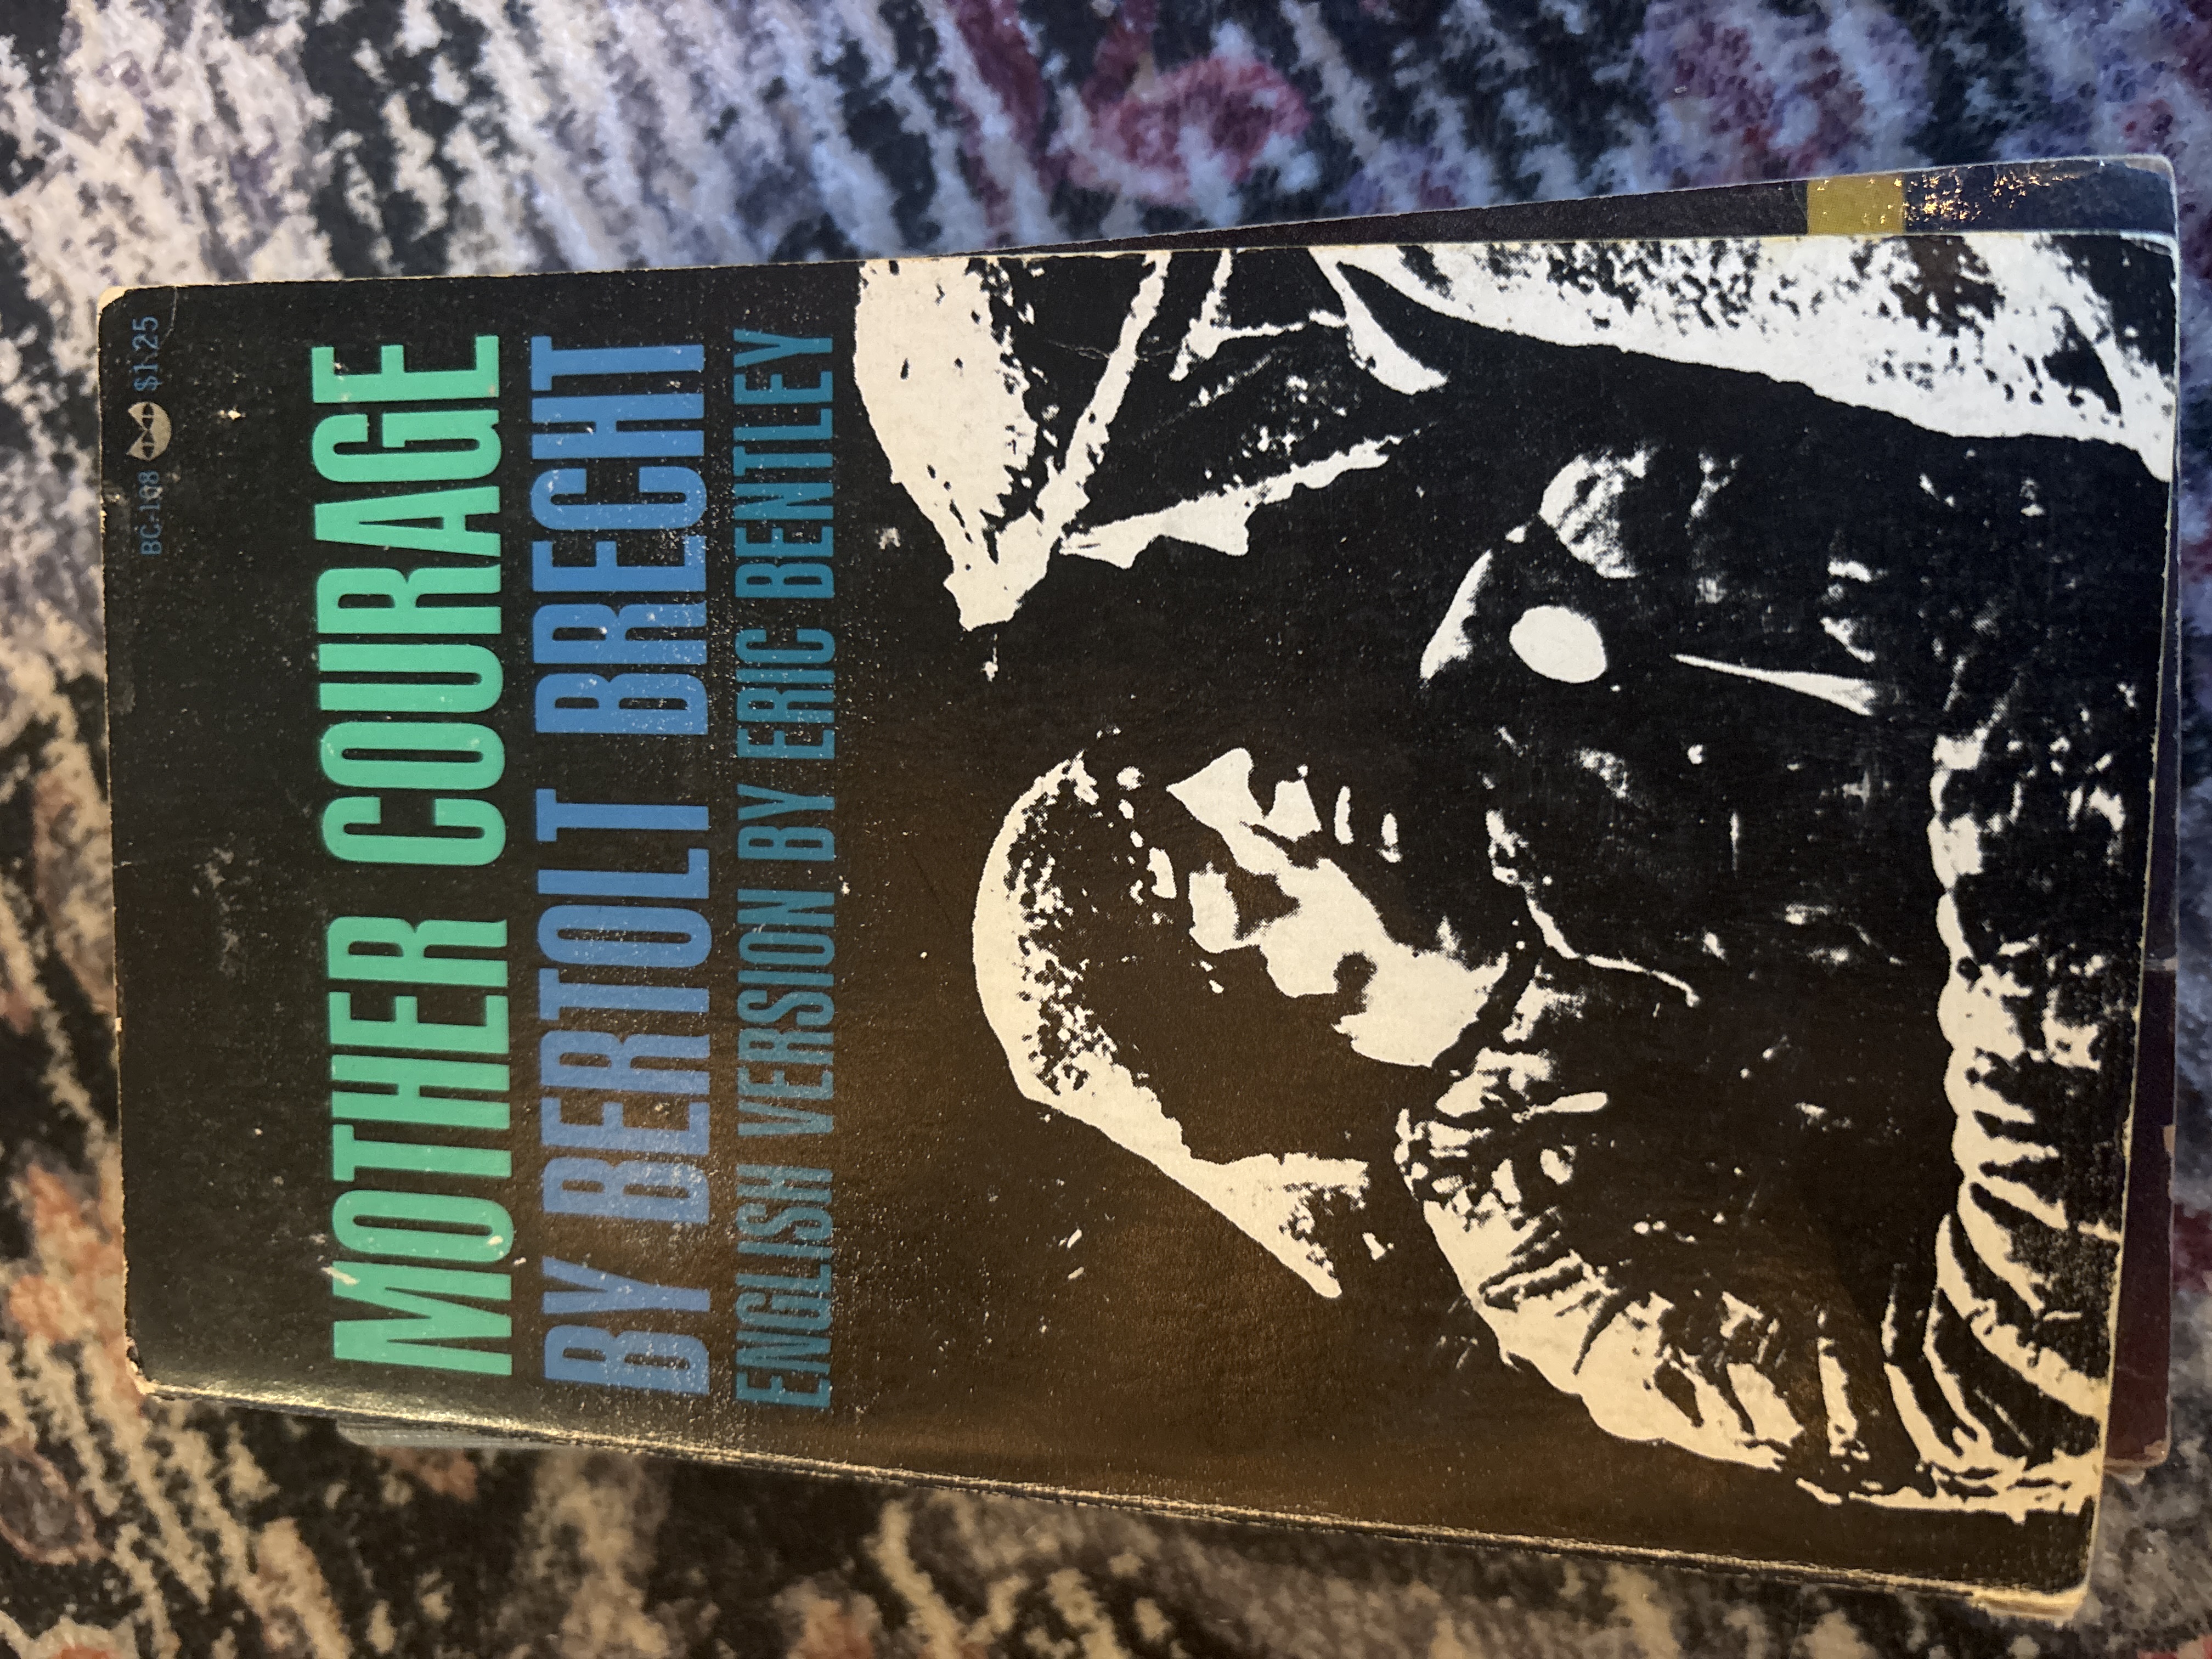 BC-108 $1.25
MOTHER COURAGE
BY BERTOLT BRECHT
ENGLISH VERSION BY ERIC BENTLEY